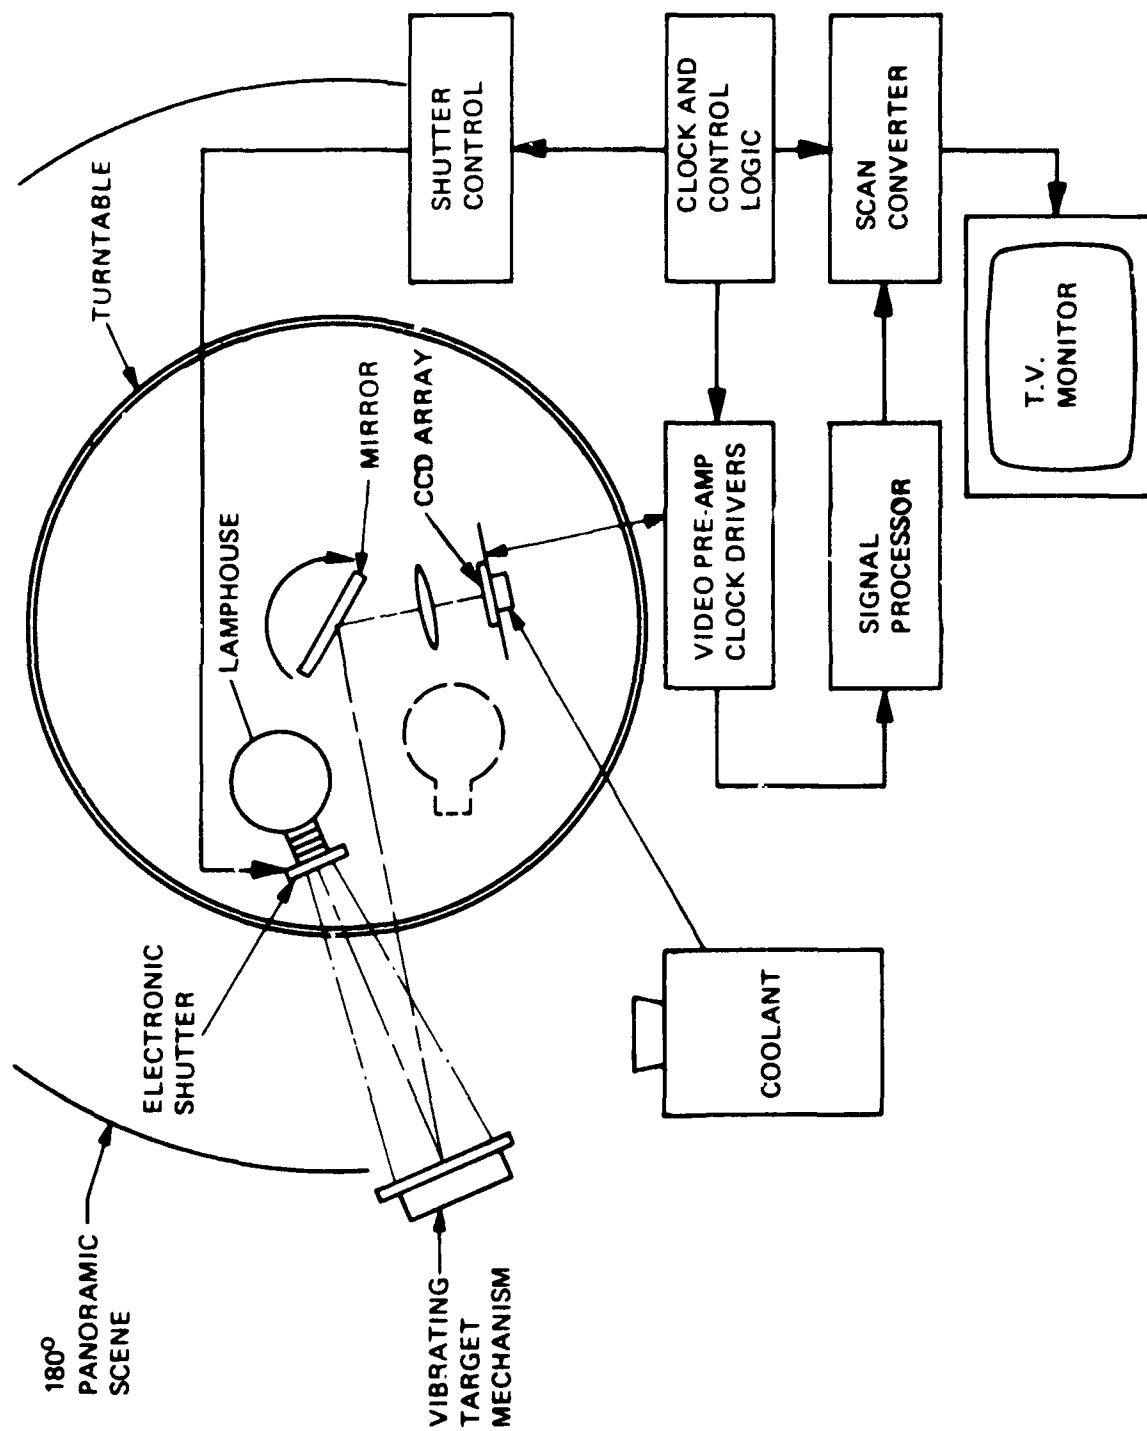 180°
PANORAMIC
SCENE
ELECTRONIC
SHUTTER
LAMPHOUSE
TURNTABLE
MIRROR
CCD ARRAY
SHUTTER
CONTROL
VIBRATING
TARGET
MECHANISM
COOLANT
VIDEO PRE-AMP
CLOCK DRIVERS
CLOCK AND
CONTROL
LOGIC
SIGNAL
PROCESSOR
SCAN
CONVERTER
T.V.
MONITOR